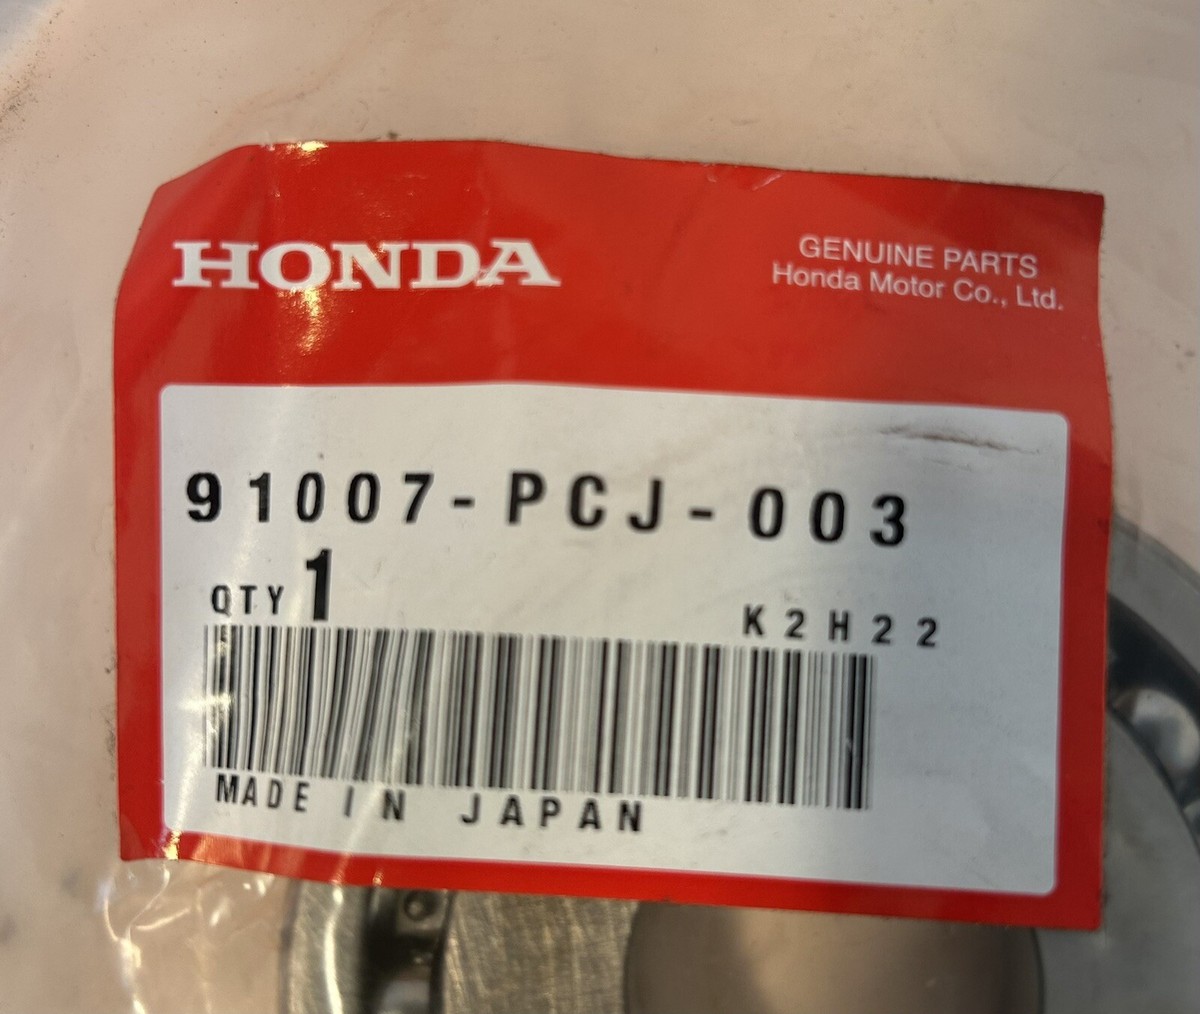 HONDA
GENUINE PARTS
Honda Motor Co., Ltd.
91007-PCJ-003
QTY 1
K2H22
MADE IN JAPAN